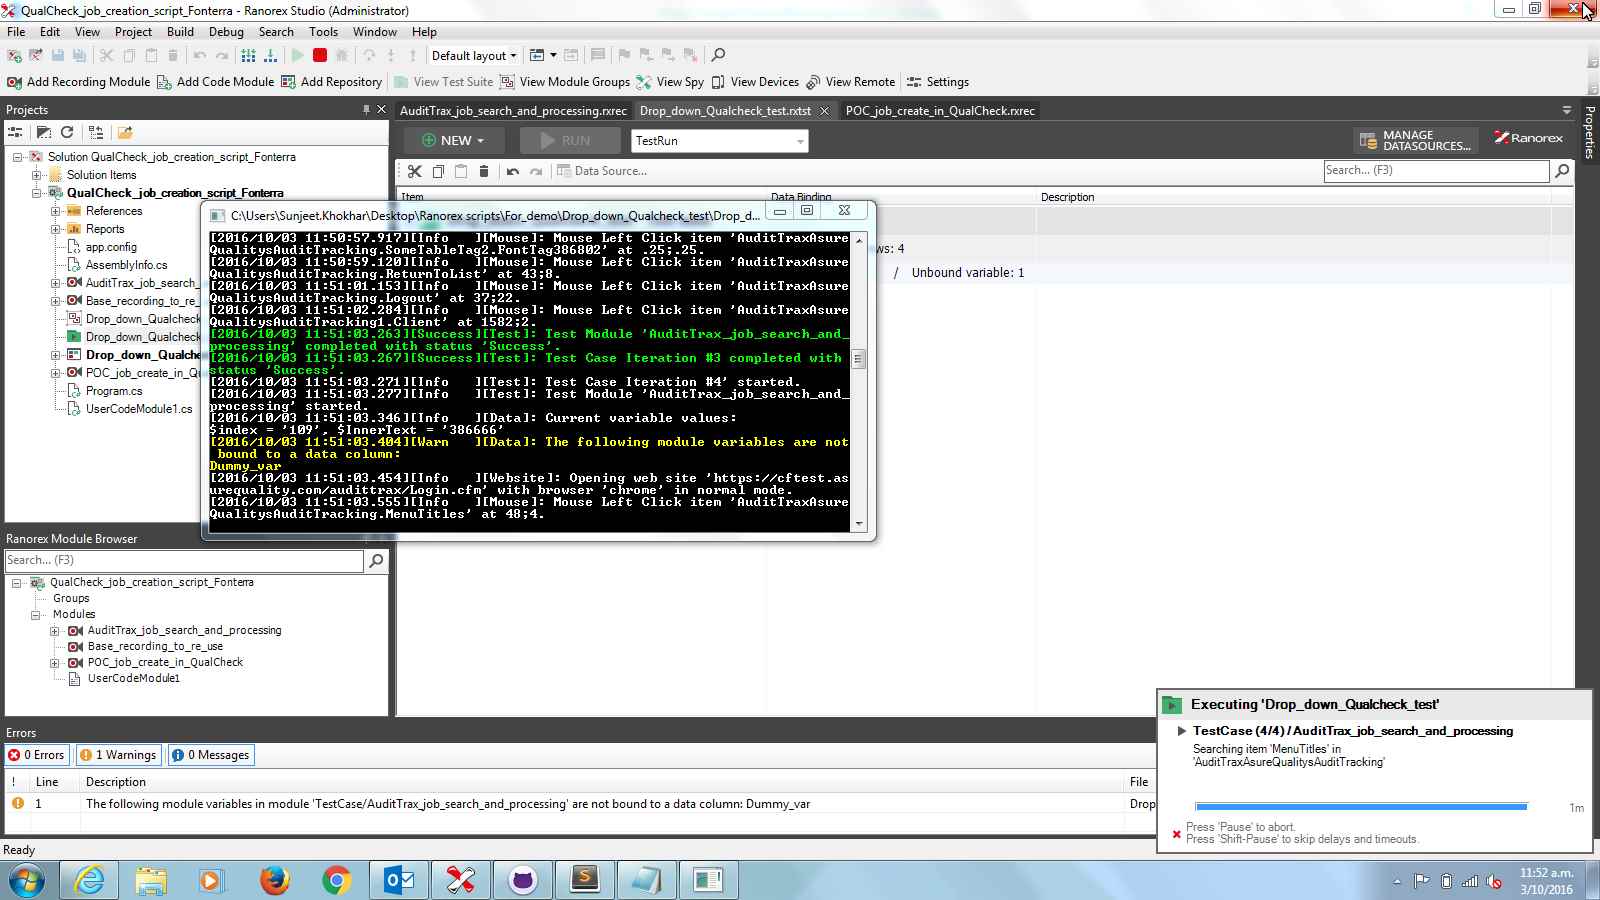 QualCheck_job_creation_script_Fonterra - Ranorex Studio (Administrator)
File Edit View Project Build Debug Search Tools Window Help
Default layout
Add Recording Module Add Code Module Add Repository View Test Suite View Module Groups View Spy View Devices View Remote Settings
Projects
Solution QualCheck_job_creation_script_Fonterra
Solution Items
QualCheck_job_creation_script_Fonterra
References
Reports
app.config
AssemblyInfo.cs
AuditTrax_job_search_
Base_recording_to_re_
Drop_down_Qualcheck
Drop_down_Qualcheck
Drop_down_Qualche
POC_job_create_in_Qu
Program.cs
UserCodeModule1.cs
AuditTrax_job_search_and_processing.rxrec Drop_down_Qualcheck_test.rxtst POC_job_create_in_QualCheck.rxrec
Properties
NEW RUN TestRun MANAGE DATASOURCES... Ranorex
Data Source... Search... (F3)
Item Data Binding Description
ws: 4
/ Unbound variable: 1
C:\Users\Sunjeet.Khokhar\Desktop\Ranorex scripts\For_demo\Drop_down_Qualcheck_test\Drop_d...
[2016/10/03 11:50:57.917][Info ][Mouse]: Mouse Left Click item 'AuditTraxAsure
QualitysAuditTracking.SomeTableTag2.FontTag386802' at .25;.25.
[2016/10/03 11:50:59.120][Info ][Mouse]: Mouse Left Click item 'AuditTraxAsure
QualitysAuditTracking.ReturnToList' at 43;8.
[2016/10/03 11:51:01.153][Info ][Mouse]: Mouse Left Click item 'AuditTraxAsure
QualitysAuditTracking.Logout' at 37;22.
[2016/10/03 11:51:02.284][Info ][Mouse]: Mouse Left Click item 'AuditTraxAsure
QualitysAuditTracking1.Client' at 1582;2.
[2016/10/03 11:51:03.263][Success][Test]: Test Module 'AuditTrax_job_search_and_
processing' completed with status 'Success'.
[2016/10/03 11:51:03.267][Success][Test]: Test Case Iteration #3 completed with
status 'Success'.
[2016/10/03 11:51:03.271][Info ][Test]: Test Case Iteration #4' started.
[2016/10/03 11:51:03.277][Info ][Test]: Test Module 'AuditTrax_job_search_and_
processing' started.
[2016/10/03 11:51:03.346][Info ][Data]: Current variable values:
$index = '109', $InnerText = '386666'
[2016/10/03 11:51:03.404][Warn ][Data]: The following module variables are not
bound to a data column:
Dummy_var
[2016/10/03 11:51:03.454][Info ][Website]: Opening web site 'https://cftest.as
urequality.com/audittrax/Login.cfm' with browser 'chrome' in normal mode.
[2016/10/03 11:51:03.555][Info ][Mouse]: Mouse Left Click item 'AuditTraxAsure
QualitysAuditTracking.MenuTitles' at 48;4.
Ranorex Module Browser
Search... (F3)
QualCheck_job_creation_script_Fonterra
Groups
Modules
AuditTrax_job_search_and_processing
Base_recording_to_re_use
POC_job_create_in_QualCheck
UserCodeModule1
Errors
0 Errors 1 Warnings 0 Messages
! Line Description File
1 The following module variables in module 'TestCase/AuditTrax_job_search_and_processing' are not bound to a data column: Dummy_var Drop
Executing 'Drop_down_Qualcheck_test'
TestCase (4/4) / AuditTrax_job_search_and_processing
Searching item 'MenuTitles' in
'AuditTraxAsureQualitysAuditTracking'
1m
Press 'Pause' to abort.
Press 'Shift-Pause' to skip delays and timeouts.
Ready
11:52 a.m.
3/10/2016